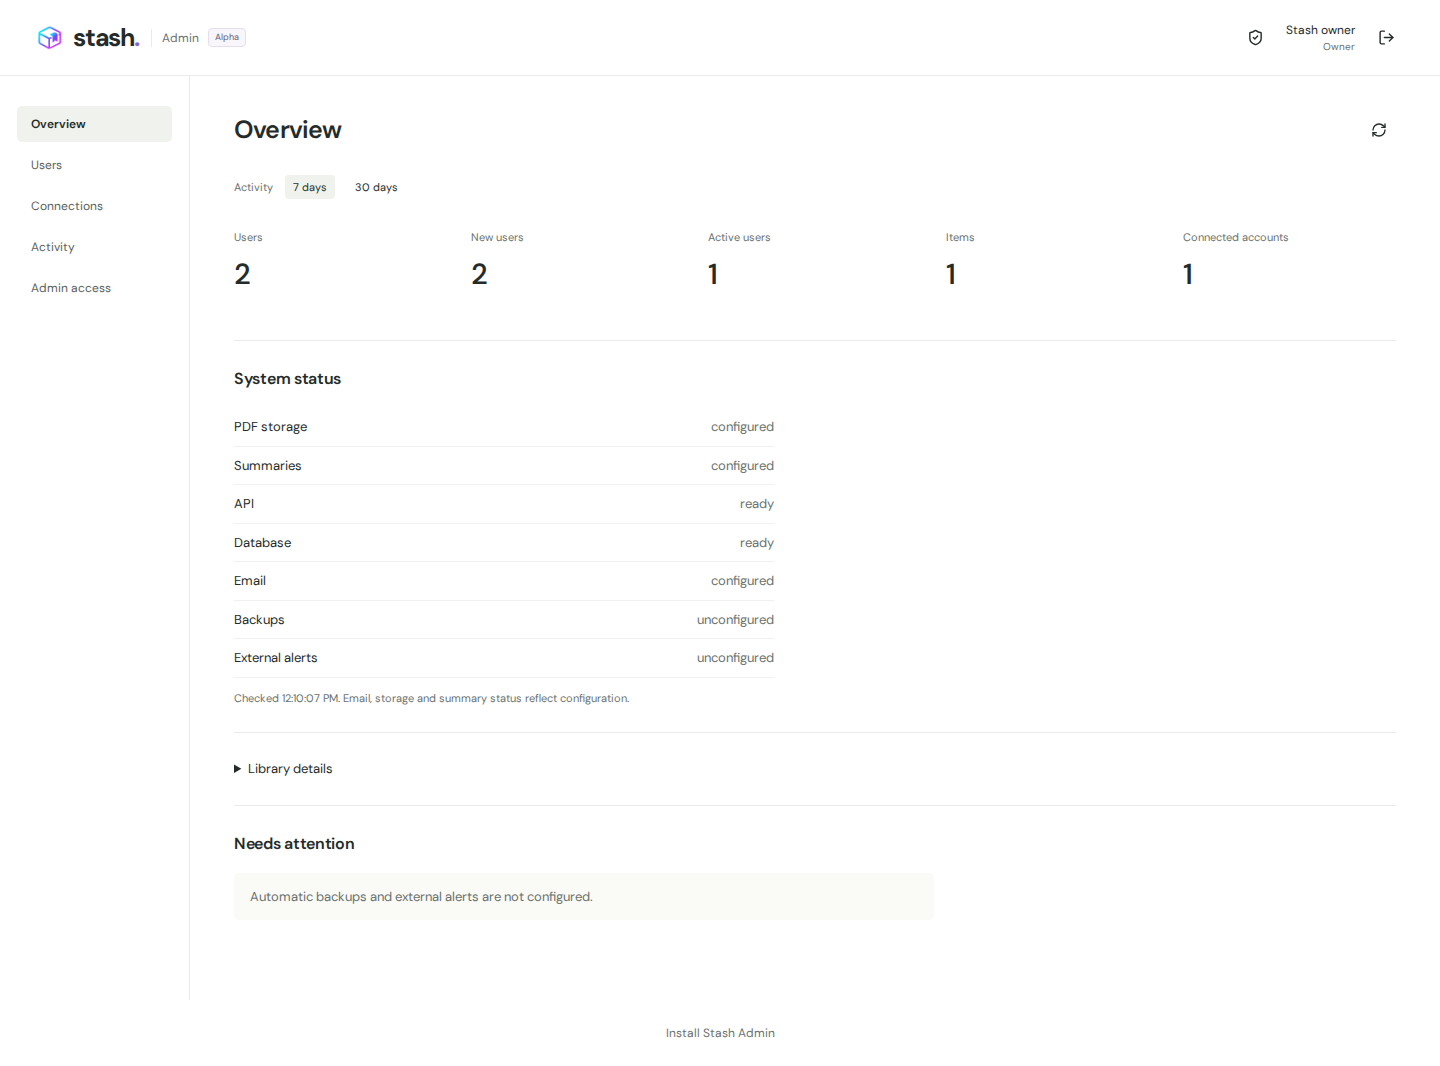 stash.
Admin
Alpha
Stash owner
Owner
Overview
Users
Connections
Activity
Admin access
Overview
Activity
7 days
30 days
Users
2
New users
2
Active users
1
Items
1
Connected accounts
1
System status
PDF storage configured
Summaries configured
API ready
Database ready
Email configured
Backups unconfigured
External alerts unconfigured
Checked 12:10:07 PM. Email, storage and summary status reflect configuration.
Library details
Needs attention
Automatic backups and external alerts are not configured.
Install Stash Admin